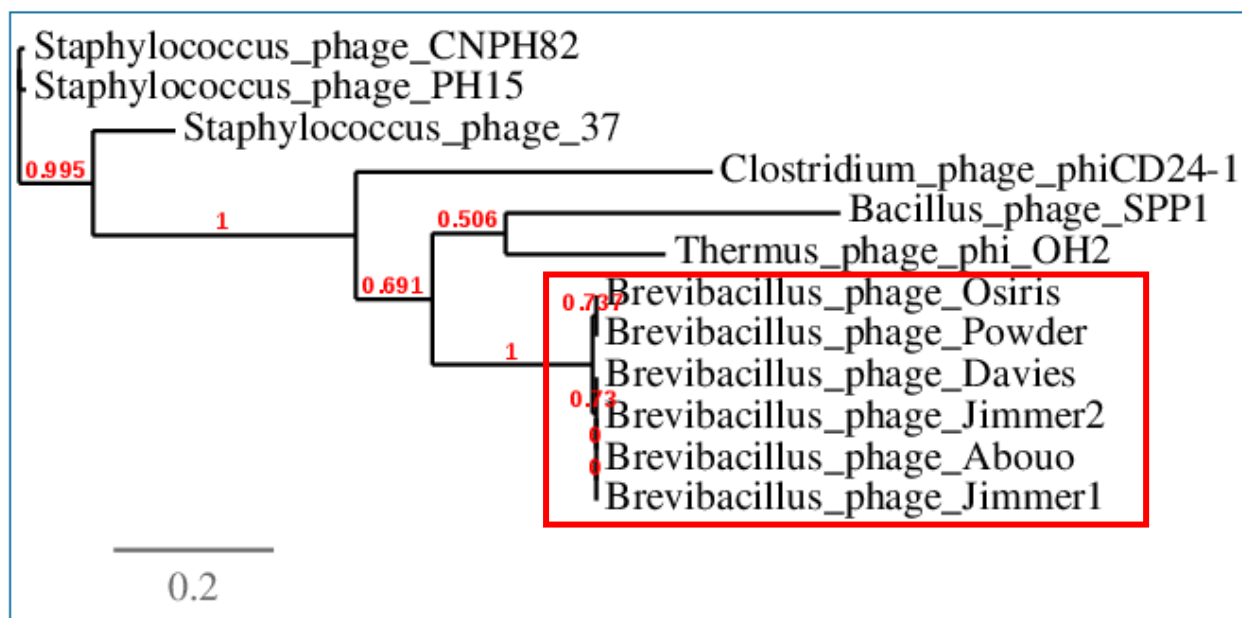 Staphylococcus_phage_CNPH82
Staphylococcus_phage_PH15
Staphylococcus_phage_37
0.995
Clostridium_phage_phiCD24-1
1
0.506
Bacillus_phage_SPP1
Thermus_phage_phi_OH2
0.691
0.737
Brevibacillus_phage_Osiris
Brevibacillus_phage_Powder
1
Brevibacillus_phage_Davies
0.73
Brevibacillus_phage_Jimmer2
0
Brevibacillus_phage_Abouo
0
Brevibacillus_phage_Jimmer1
0.2